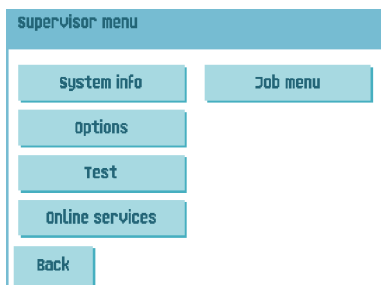 Supervisor menu
System info
Job menu
Options
Test
Online services
Back